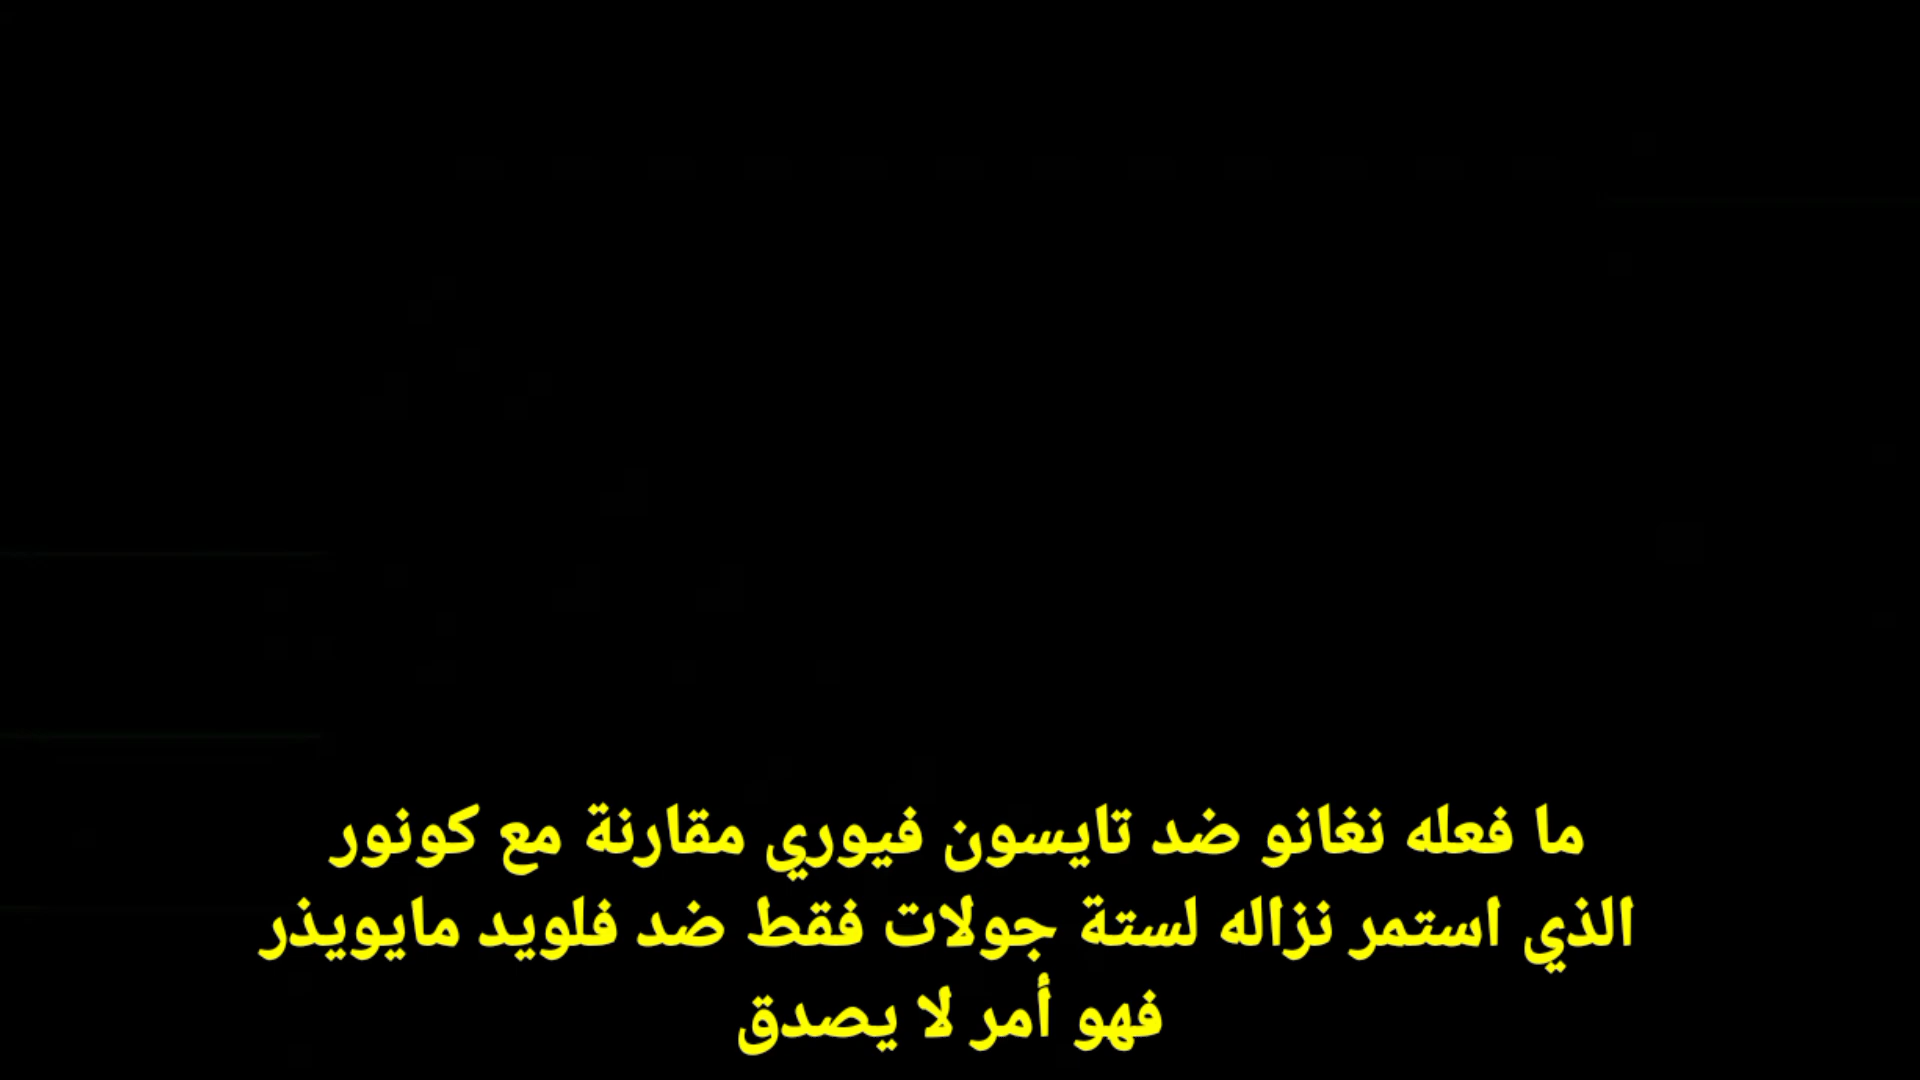 ما فعله نغانو ضد تايسون فيوري مقارنة مع كونور
الذي استمر نزاله لستة جولات فقط ضد فلويد مايويذر
فهو أمر لا يصدق